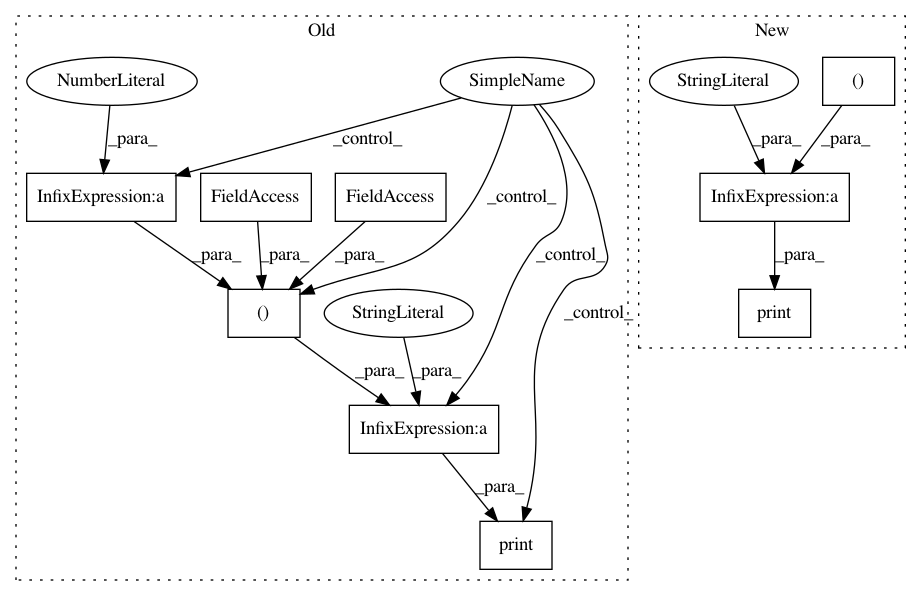 Old
New
NumberLiteral
SimpleName
StringLiteral
()
_para_
_control_
_para_
_para_
InfixExpression:a
FieldAccess
FieldAccess
_control_
InfixExpression:a
_para_
_para_
_para_
_control_
_para_
()
StringLiteral
_control_
print
_para_
_para_
InfixExpression:a
_para_
print